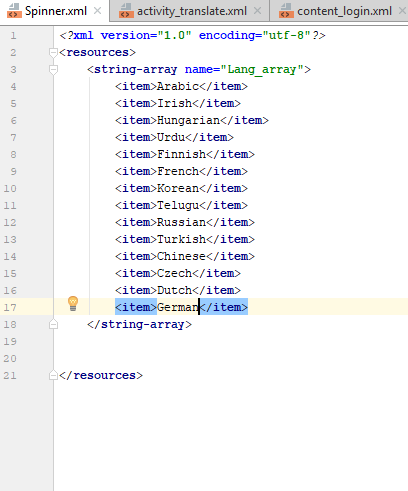 Spinner.xml activity_translate.xml content_login.xml
1 <?xml version="1.0" encoding="utf-8"?>
2 <resources>
3 <string-array name="Lang_array">
4 <item>Arabic</item>
5 <item>Irish</item>
6 <item>Hungarian</item>
7 <item>Urdu</item>
8 <item>Finnish</item>
9 <item>French</item>
10 <item>Korean</item>
11 <item>Telugu</item>
12 <item>Russian</item>
13 <item>Turkish</item>
14 <item>Chinese</item>
15 <item>Czech</item>
16 <item>Dutch</item>
17 <item>German</item>
18 </string-array>
19
20
21 </resources>